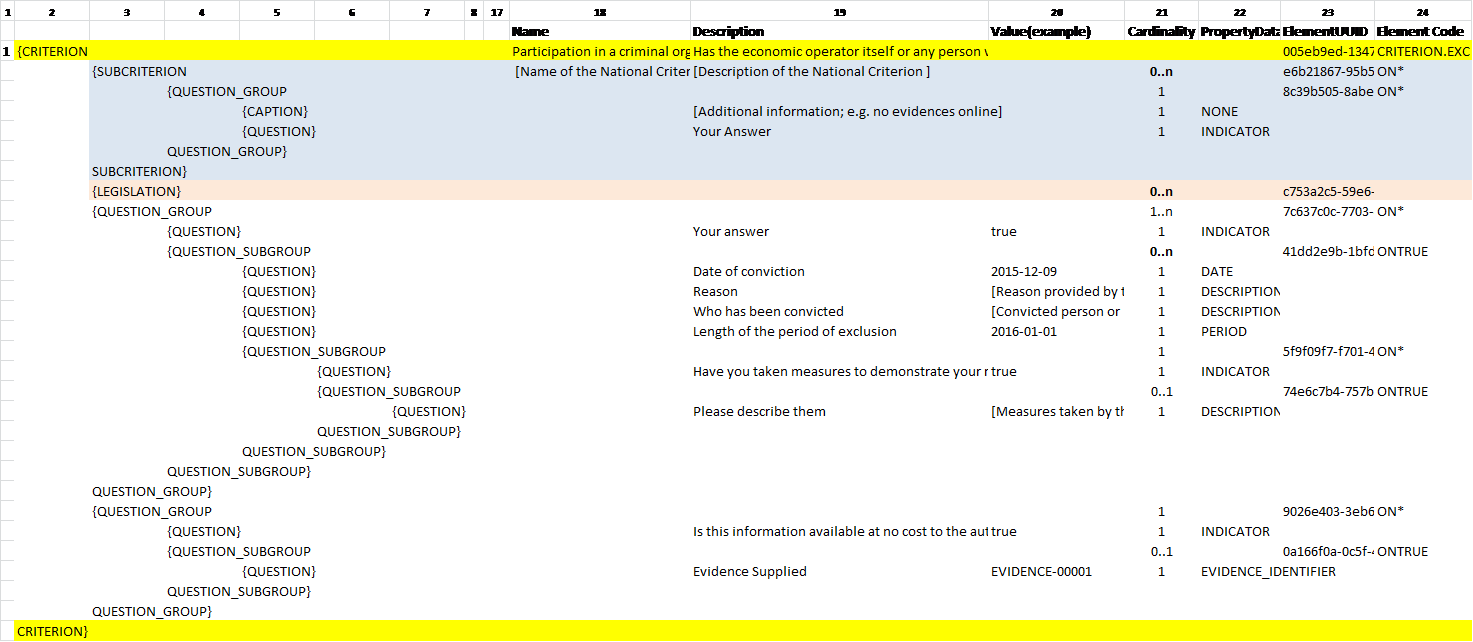 1 2 3 4 5 6 7 8 17 18 19 20 21 22 23 24
Name Description Value(example) Cardinality PropertyData ElementUUID Element Code
1 {CRITERION Participation in a criminal org Has the economic operator itself or any person 005eb9ed-1347 CRITERION.EXC
{SUBCRITERION [Name of the National Criter [Description of the National Criterion ] 0..n e6b21867-95b5 ON*
{QUESTION_GROUP 1 8c39b505-8abe ON*
{CAPTION} [Additional information; e.g. no evidences online] 1 NONE
{QUESTION} Your Answer 1 INDICATOR
QUESTION_GROUP}
SUBCRITERION}
{LEGISLATION} 0..n c753a2c5-59e6-
{QUESTION_GROUP 1..n 7c637c0c-7703- ON*
{QUESTION} Your answer true 1 INDICATOR
{QUESTION_SUBGROUP 0..n 41dd2e9b-1bfd ONTRUE
{QUESTION} Date of conviction 2015-12-09 1 DATE
{QUESTION} Reason [Reason provided by t 1 DESCRIPTION
{QUESTION} Who has been convicted [Convicted person or 1 DESCRIPTION
{QUESTION} Length of the period of exclusion 2016-01-01 1 PERIOD
{QUESTION_SUBGROUP 1 5f9f09f7-f701-4 ON*
{QUESTION} Have you taken measures to demonstrate your r true 1 INDICATOR
{QUESTION_SUBGROUP 0..1 74e6c7b4-757b ONTRUE
{QUESTION} Please describe them [Measures taken by th 1 DESCRIPTION
QUESTION_SUBGROUP}
QUESTION_SUBGROUP}
QUESTION_SUBGROUP}
QUESTION_GROUP}
{QUESTION_GROUP 1 9026e403-3eb6 ON*
{QUESTION} Is this information available at no cost to the aut true 1 INDICATOR
{QUESTION_SUBGROUP 0..1 0a166f0a-0c5f- ONTRUE
{QUESTION} Evidence Supplied EVIDENCE-00001 1 EVIDENCE_IDENTIFIER
QUESTION_SUBGROUP}
QUESTION_GROUP}
CRITERION}